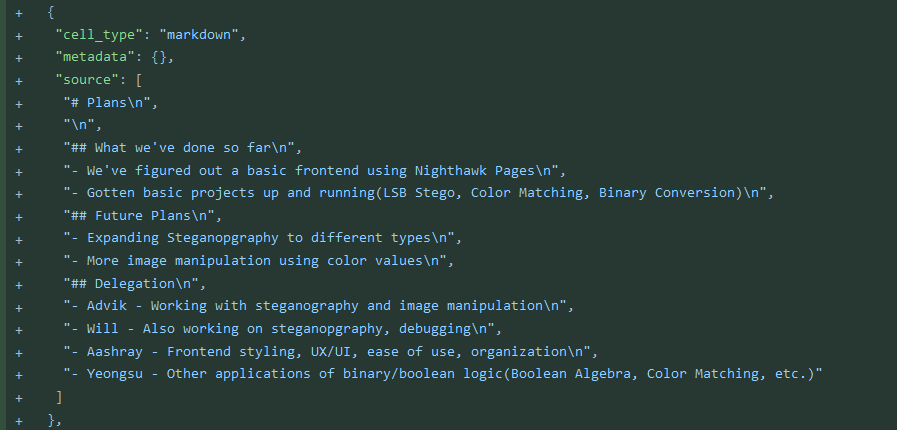 + {
+ "cell_type": "markdown",
+ "metadata": {},
+ "source": [
+ "# Plans\n",
+ "\n",
+ "## What we've done so far\n",
+ "- We've figured out a basic frontend using Nighthawk Pages\n",
+ "- Gotten basic projects up and running(LSB Stego, Color Matching, Binary Conversion)\n",
+ "## Future Plans\n",
+ "- Expanding Steganopgraphy to different types\n",
+ "- More image manipulation using color values\n",
+ "## Delegation\n",
+ "- Advik - Working with steganography and image manipulation\n",
+ "- Will - Also working on steganopgraphy, debugging\n",
+ "- Aashray - Frontend styling, UX/UI, ease of use, organization\n",
+ "- Yeongsu - Other applications of binary/boolean logic(Boolean Algebra, Color Matching, etc.)"
+ ]
+ },